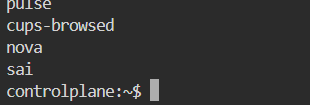 pulse
cups-browsed
nova
sai
controlplane:~$